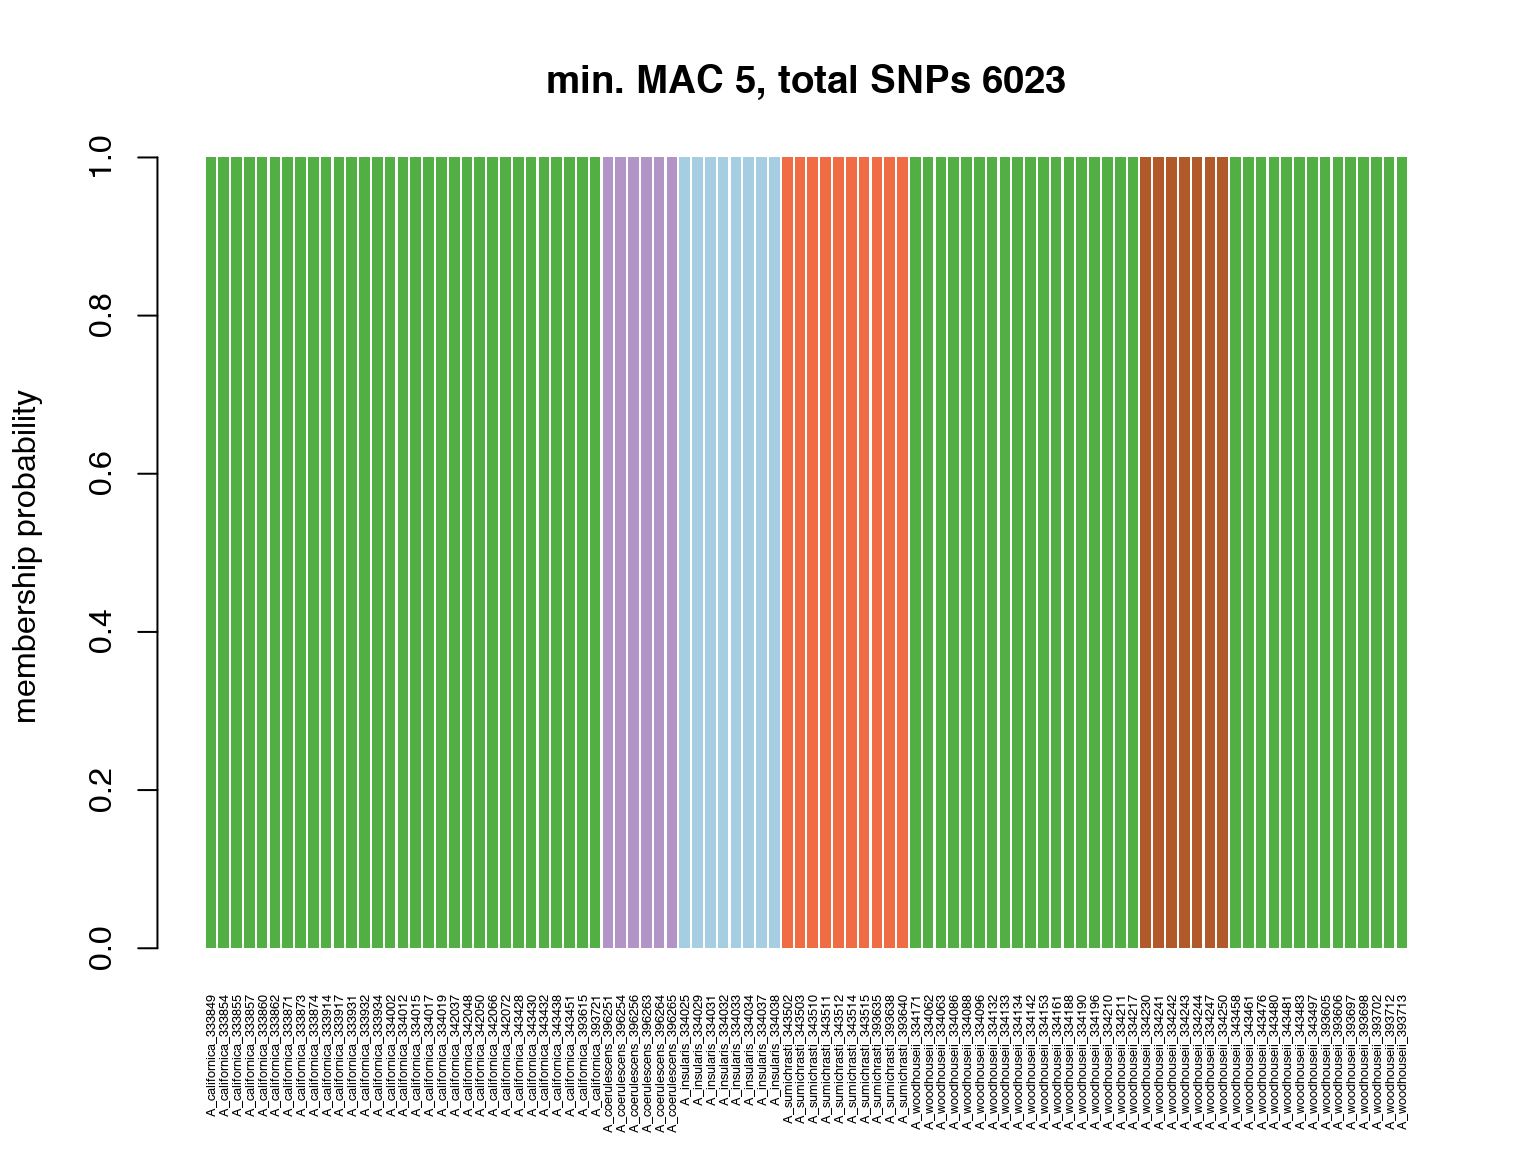 min. MAC 5, total SNPs 6023
membership probability
1.0
0.8
0.6
0.4
0.2
0.0
A_californica_333849
A_californica_333854
A_californica_333855
A_californica_333857
A_californica_333860
A_californica_333862
A_californica_333871
A_californica_333873
A_californica_333874
A_californica_333914
A_californica_333917
A_californica_333931
A_californica_333932
A_californica_333934
A_californica_334002
A_californica_334012
A_californica_334015
A_californica_334017
A_californica_334019
A_californica_342037
A_californica_342048
A_californica_342050
A_californica_342066
A_californica_342072
A_californica_343428
A_californica_343430
A_californica_343432
A_californica_343438
A_californica_343451
A_californica_393615
A_californica_393721
A_coerulescens_396251
A_coerulescens_396254
A_coerulescens_396256
A_coerulescens_396263
A_coerulescens_396264
A_coerulescens_396265
A_insularis_334025
A_insularis_334029
A_insularis_334031
A_insularis_334032
A_insularis_334033
A_insularis_334034
A_insularis_334037
A_insularis_334038
A_sumichrasti_343502
A_sumichrasti_343503
A_sumichrasti_343510
A_sumichrasti_343511
A_sumichrasti_343512
A_sumichrasti_343514
A_sumichrasti_343515
A_sumichrasti_393635
A_sumichrasti_393638
A_sumichrasti_393640
A_woodhouseii_334171
A_woodhouseii_334062
A_woodhouseii_334063
A_woodhouseii_334086
A_woodhouseii_334088
A_woodhouseii_334096
A_woodhouseii_334132
A_woodhouseii_334133
A_woodhouseii_334134
A_woodhouseii_334142
A_woodhouseii_334153
A_woodhouseii_334161
A_woodhouseii_334188
A_woodhouseii_334190
A_woodhouseii_334196
A_woodhouseii_334210
A_woodhouseii_334211
A_woodhouseii_334217
A_woodhouseii_334230
A_woodhouseii_334241
A_woodhouseii_334242
A_woodhouseii_334243
A_woodhouseii_334244
A_woodhouseii_334247
A_woodhouseii_334250
A_woodhouseii_343458
A_woodhouseii_343461
A_woodhouseii_343476
A_woodhouseii_343480
A_woodhouseii_343481
A_woodhouseii_343483
A_woodhouseii_343497
A_woodhouseii_393605
A_woodhouseii_393606
A_woodhouseii_393697
A_woodhouseii_393698
A_woodhouseii_393702
A_woodhouseii_393712
A_woodhouseii_393713